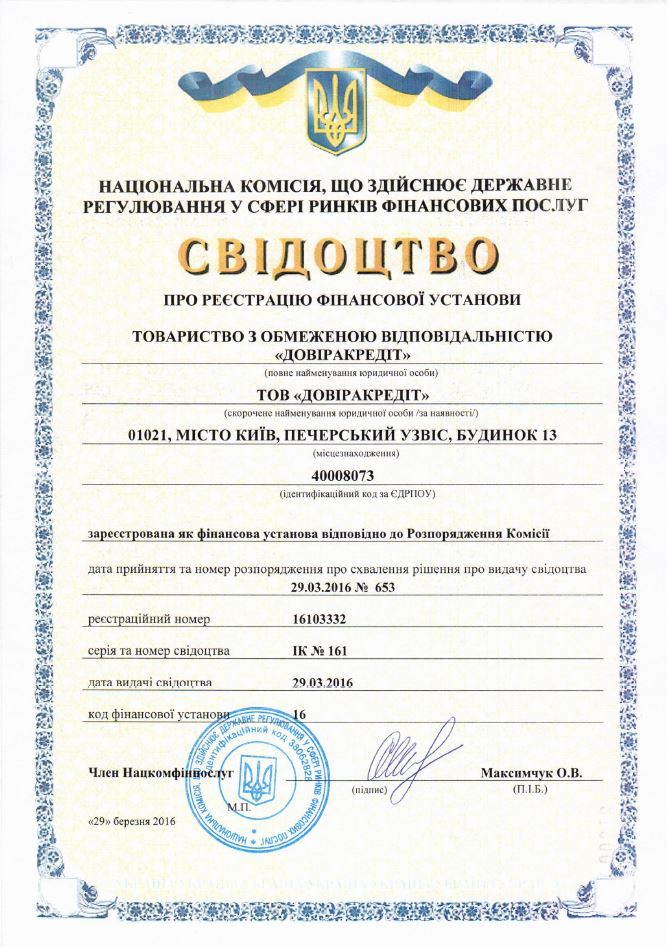 НАЦІОНАЛЬНА КОМІСІЯ, ЩО ЗДІЙСНЮЄ ДЕРЖАВНЕ
РЕГУЛЮВАННЯ У СФЕРІ РИНКІВ ФІНАНСОВИХ ПОСЛУГ
СВІДОЦТВО
ПРО РЕЄСТРАЦІЮ ФІНАНСОВОЇ УСТАНОВИ
ТОВАРИСТВО З ОБМЕЖЕНОЮ ВІДПОВІДАЛЬНІСТЮ
«ДОВІРАКРЕДІТ»
(повне найменування юридичної особи)
ТОВ «ДОВІРАКРЕДІТ»
(скорочене найменування юридичної особи /за наявності/)
01021, МІСТО КИЇВ, ПЕЧЕРСЬКИЙ УЗВІС, БУДИНОК 13
(місцезнаходження)
40008073
(ідентифікаційний код за ЄДРПОУ)
зареєстрована як фінансова установа відповідно до Розпорядження Комісії
дата прийняття та номер розпорядження про схвалення рішення про видачу свідоцтва
29.03.2016 № 653
реєстраційний номер 16103332
серія та номер свідоцтва ІК № 161
дата видачі свідоцтва 29.03.2016
код фінансової установи 16
НАЦІОНАЛЬНА КОМІСІЯ, ЩО ЗДІЙСНЮЄ ДЕРЖАВНЕ РЕГУЛЮВАННЯ У СФЕРІ РИНКІВ ФІНАНСОВИХ ПОСЛУГ
ідентифікаційний код 38062828
Член Нацкомфінпослуг Максимчук О.В.
(підпис) (П.І.Б.)
М.П.
«29» березня 2016